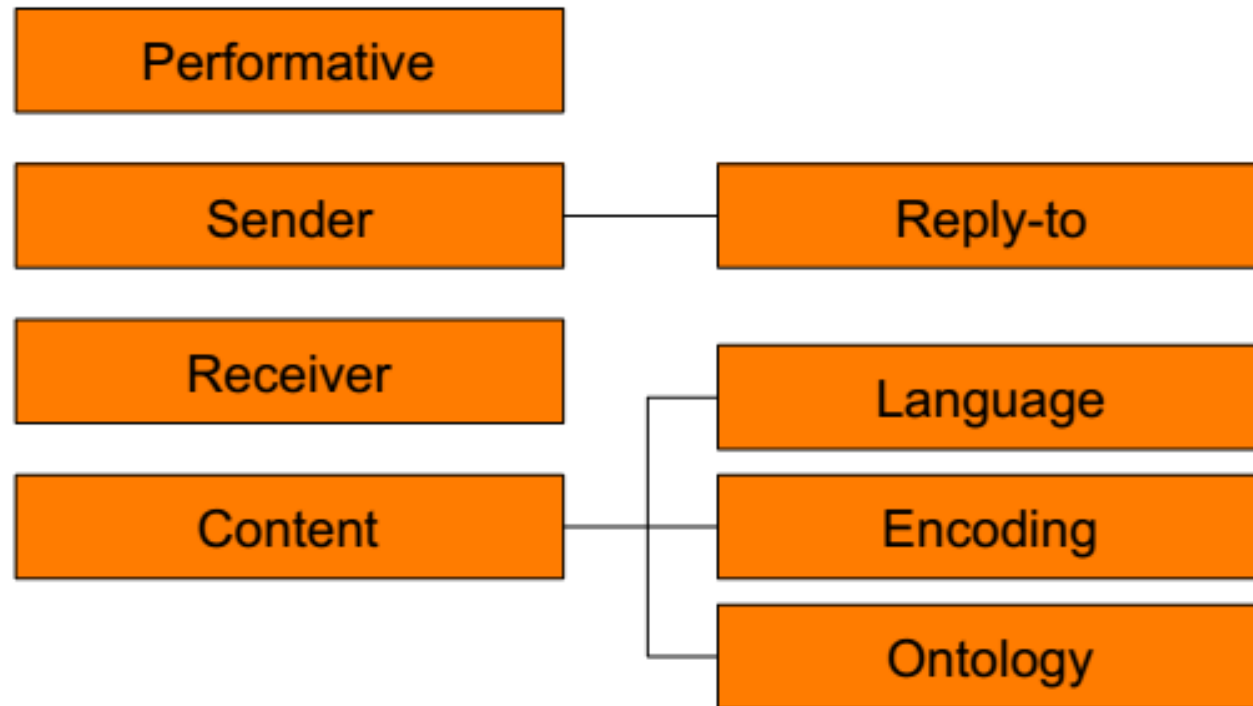 Performative
Sender
Reply-to
Receiver
Language
Content
Encoding
Ontology